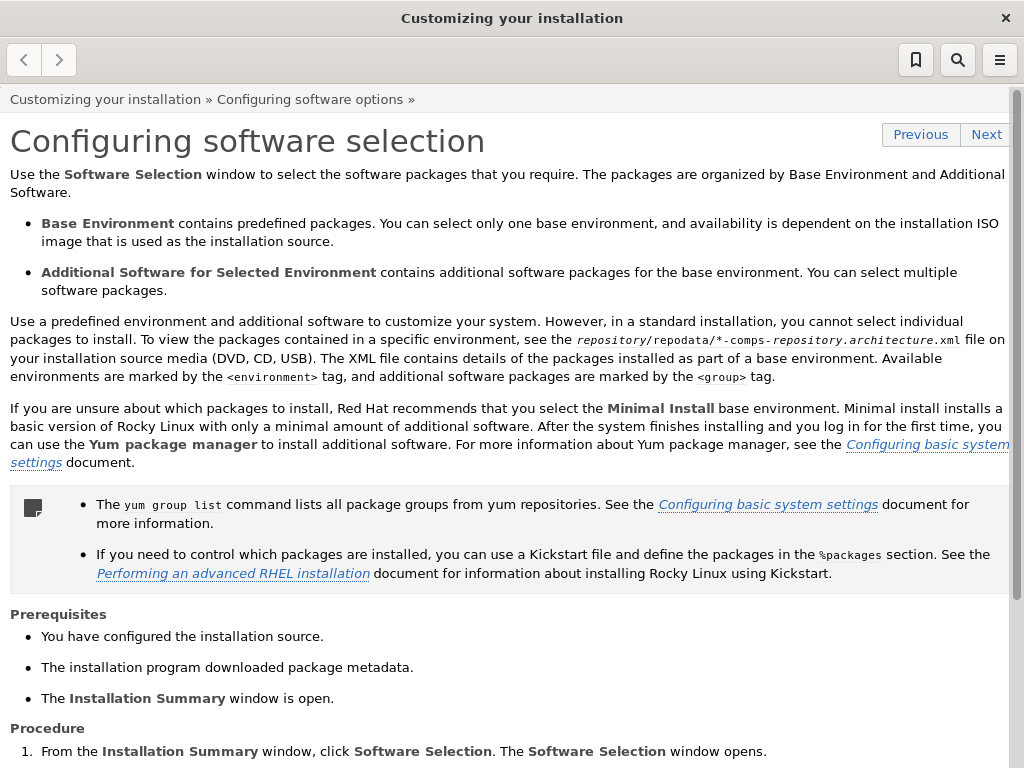 Customizing your installation
Customizing your installation » Configuring software options »
Configuring software selection
Previous
Next
Use the Software Selection window to select the software packages that you require. The packages are organized by Base Environment and Additional
Software.
• Base Environment contains predefined packages. You can select only one base environment, and availability is dependent on the installation ISO
image that is used as the installation source.
• Additional Software for Selected Environment contains additional software packages for the base environment. You can select multiple
software packages.
Use a predefined environment and additional software to customize your system. However, in a standard installation, you cannot select individual
packages to install. To view the packages contained in a specific environment, see the repository/repodata/*-comps-repository.architecture.xml file on
your installation source media (DVD, CD, USB). The XML file contains details of the packages installed as part of a base environment. Available
environments are marked by the <environment> tag, and additional software packages are marked by the <group> tag.
If you are unsure about which packages to install, Red Hat recommends that you select the Minimal Install base environment. Minimal install installs a
basic version of Rocky Linux with only a minimal amount of additional software. After the system finishes installing and you log in for the first time, you
can use the Yum package manager to install additional software. For more information about Yum package manager, see the Configuring basic system
settings document.
• The yum group list command lists all package groups from yum repositories. See the Configuring basic system settings document for
more information.
• If you need to control which packages are installed, you can use a Kickstart file and define the packages in the %packages section. See the
Performing an advanced RHEL installation document for information about installing Rocky Linux using Kickstart.
Prerequisites
• You have configured the installation source.
• The installation program downloaded package metadata.
• The Installation Summary window is open.
Procedure
1. From the Installation Summary window, click Software Selection. The Software Selection window opens.